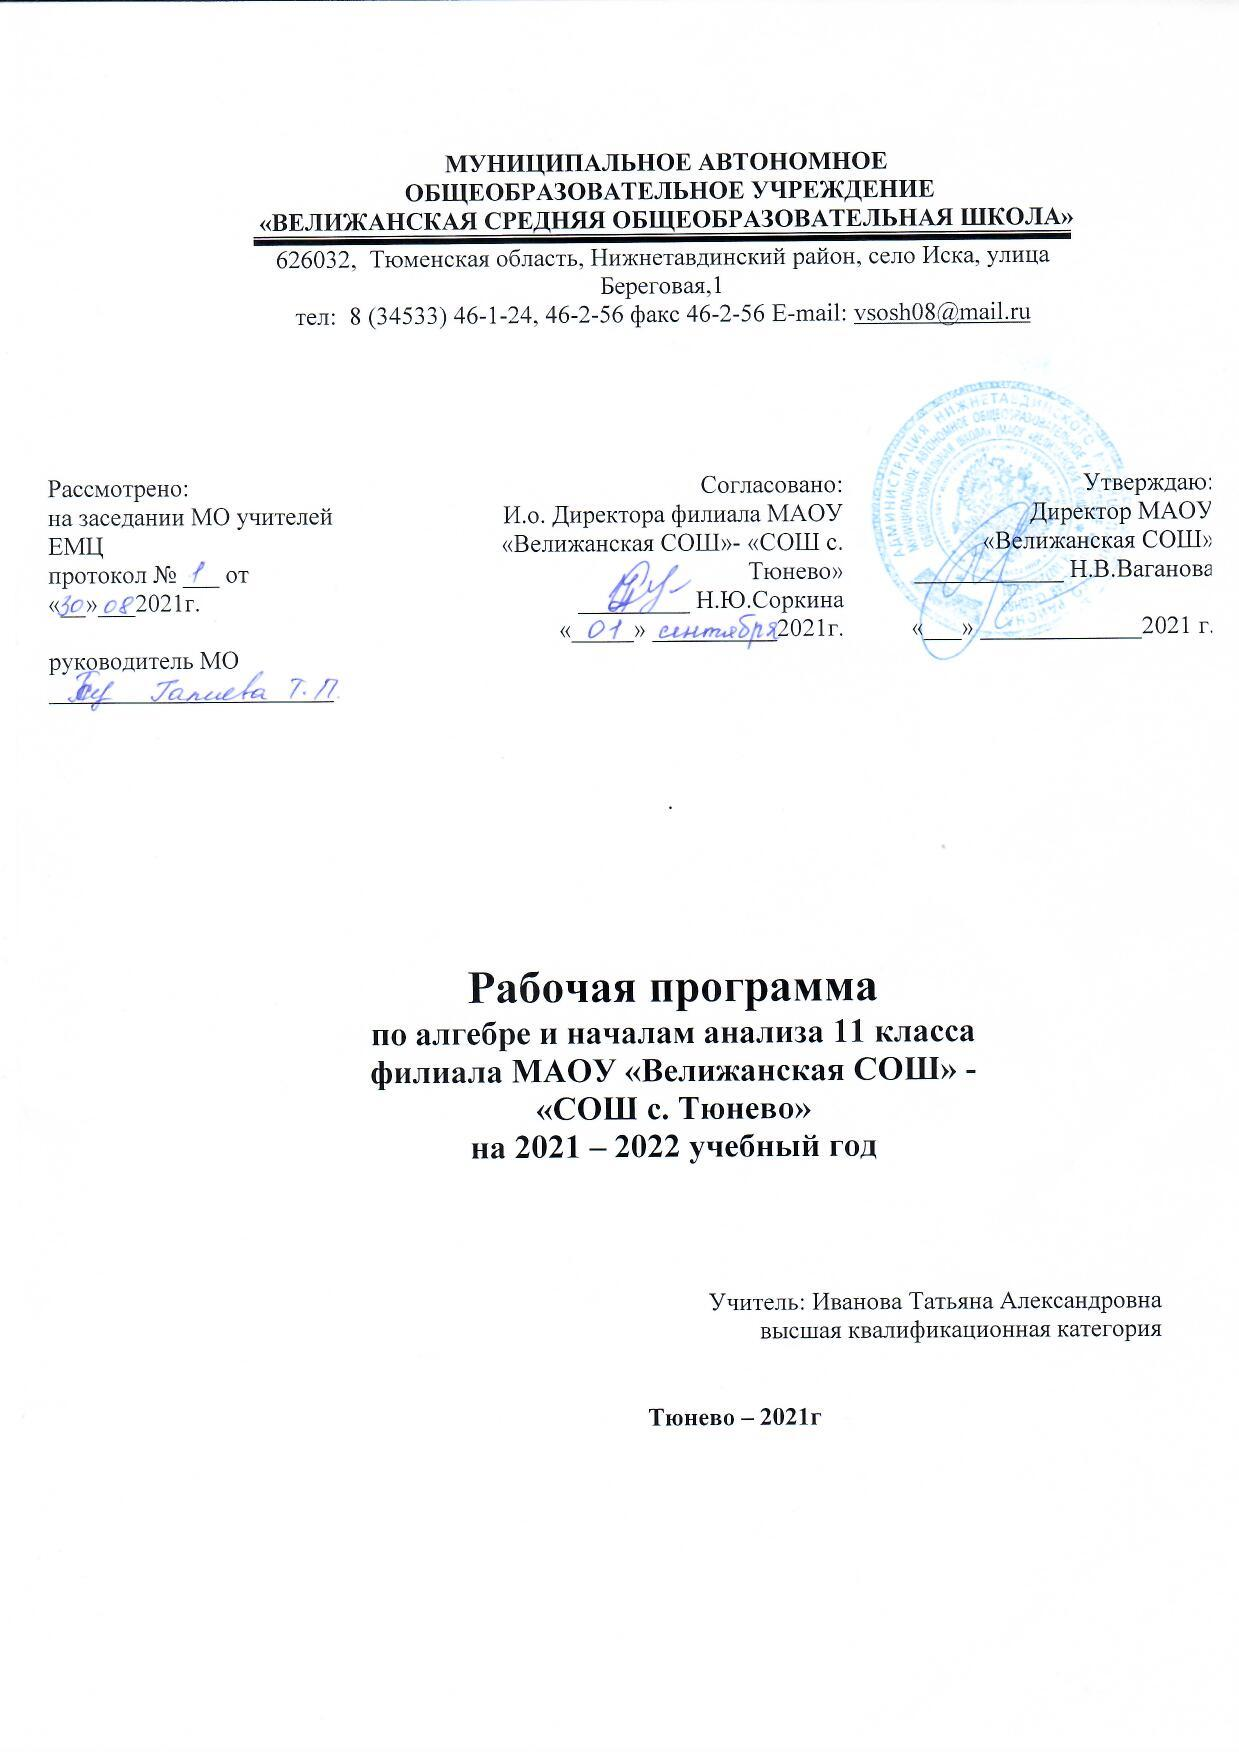 МУНИЦИПАЛЬНОЕ АВТОНОМНОЕ
ОБЩЕОБРАЗОВАТЕЛЬНОЕ УЧРЕЖДЕНИЕ
«ВЕЛИЖАНСКАЯ СРЕДНЯЯ ОБЩЕОБРАЗОВАТЕЛЬНАЯ ШКОЛА»
626032, Тюменская область, Нижнетавдинский район, село Иска, улица
Береговая,1
тел: 8 (34533) 46-1-24, 46-2-56 факс 46-2-56 E-mail: vsosh08@mail.ru
Рассмотрено:
на заседании МО учителей
ЕМЦ
протокол № 1 от
«30» 08 2021г.
руководитель МО
Т.П.
Согласовано:
И.о. Директора филиала МАОУ
«Велижанская СОШ»- «СОШ с.
Тюнево»
__________ Н.Ю.Соркина
«01» сентября 2021г.
АДМИНИСТРАЦИЯ НИЖНЕТАВДИНСКОГО
Утверждаю:
Директор МАОУ
«Велижанская СОШ»
____________ Н.В.Ваганова
«___» _____________2021 г.
Рабочая программа
по алгебре и началам анализа 11 класса
филиала МАОУ «Велижанская СОШ» -
«СОШ с. Тюнево»
на 2021 – 2022 учебный год
Учитель: Иванова Татьяна Александровна
высшая квалификационная категория
Тюнево – 2021г